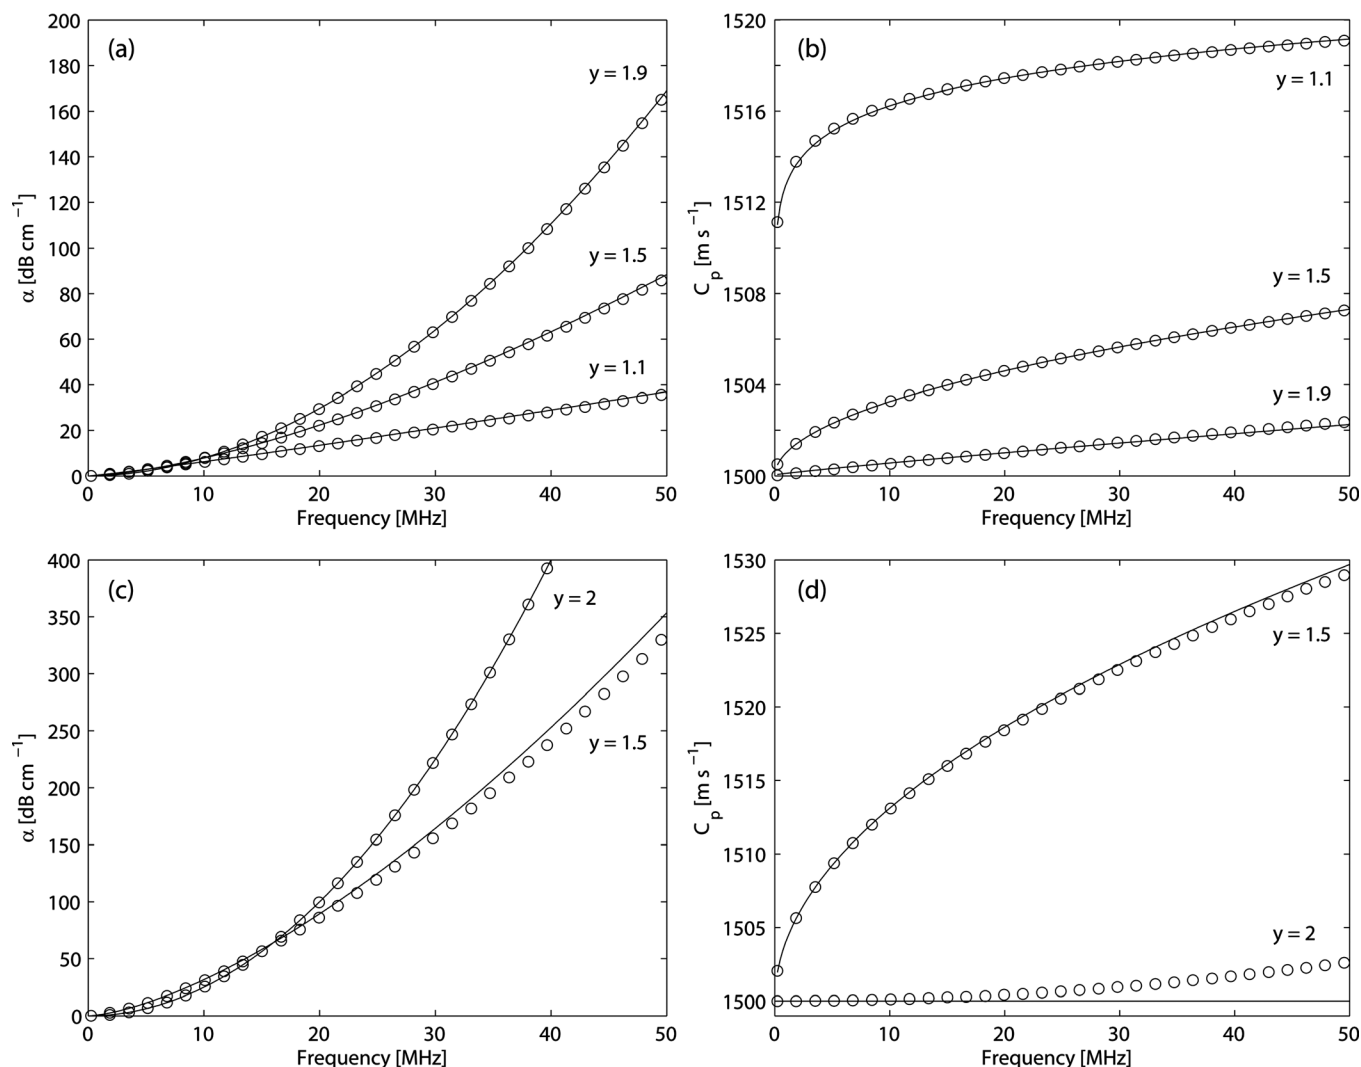 (a)
200
180
160
140
120
100
80
60
40
20
0
α [dB cm⁻¹]
y = 1.9
y = 1.5
y = 1.1
0 10 20 30 40 50
Frequency [MHz]
(b)
1520
1516
1512
1508
1504
1500
Cₚ [m s⁻¹]
y = 1.1
y = 1.5
y = 1.9
0 10 20 30 40 50
Frequency [MHz]
(c)
400
350
300
250
200
150
100
50
0
α [dB cm⁻¹]
y = 2
y = 1.5
0 10 20 30 40 50
Frequency [MHz]
(d)
1530
1525
1520
1515
1510
1505
1500
Cₚ [m s⁻¹]
y = 1.5
y = 2
0 10 20 30 40 50
Frequency [MHz]